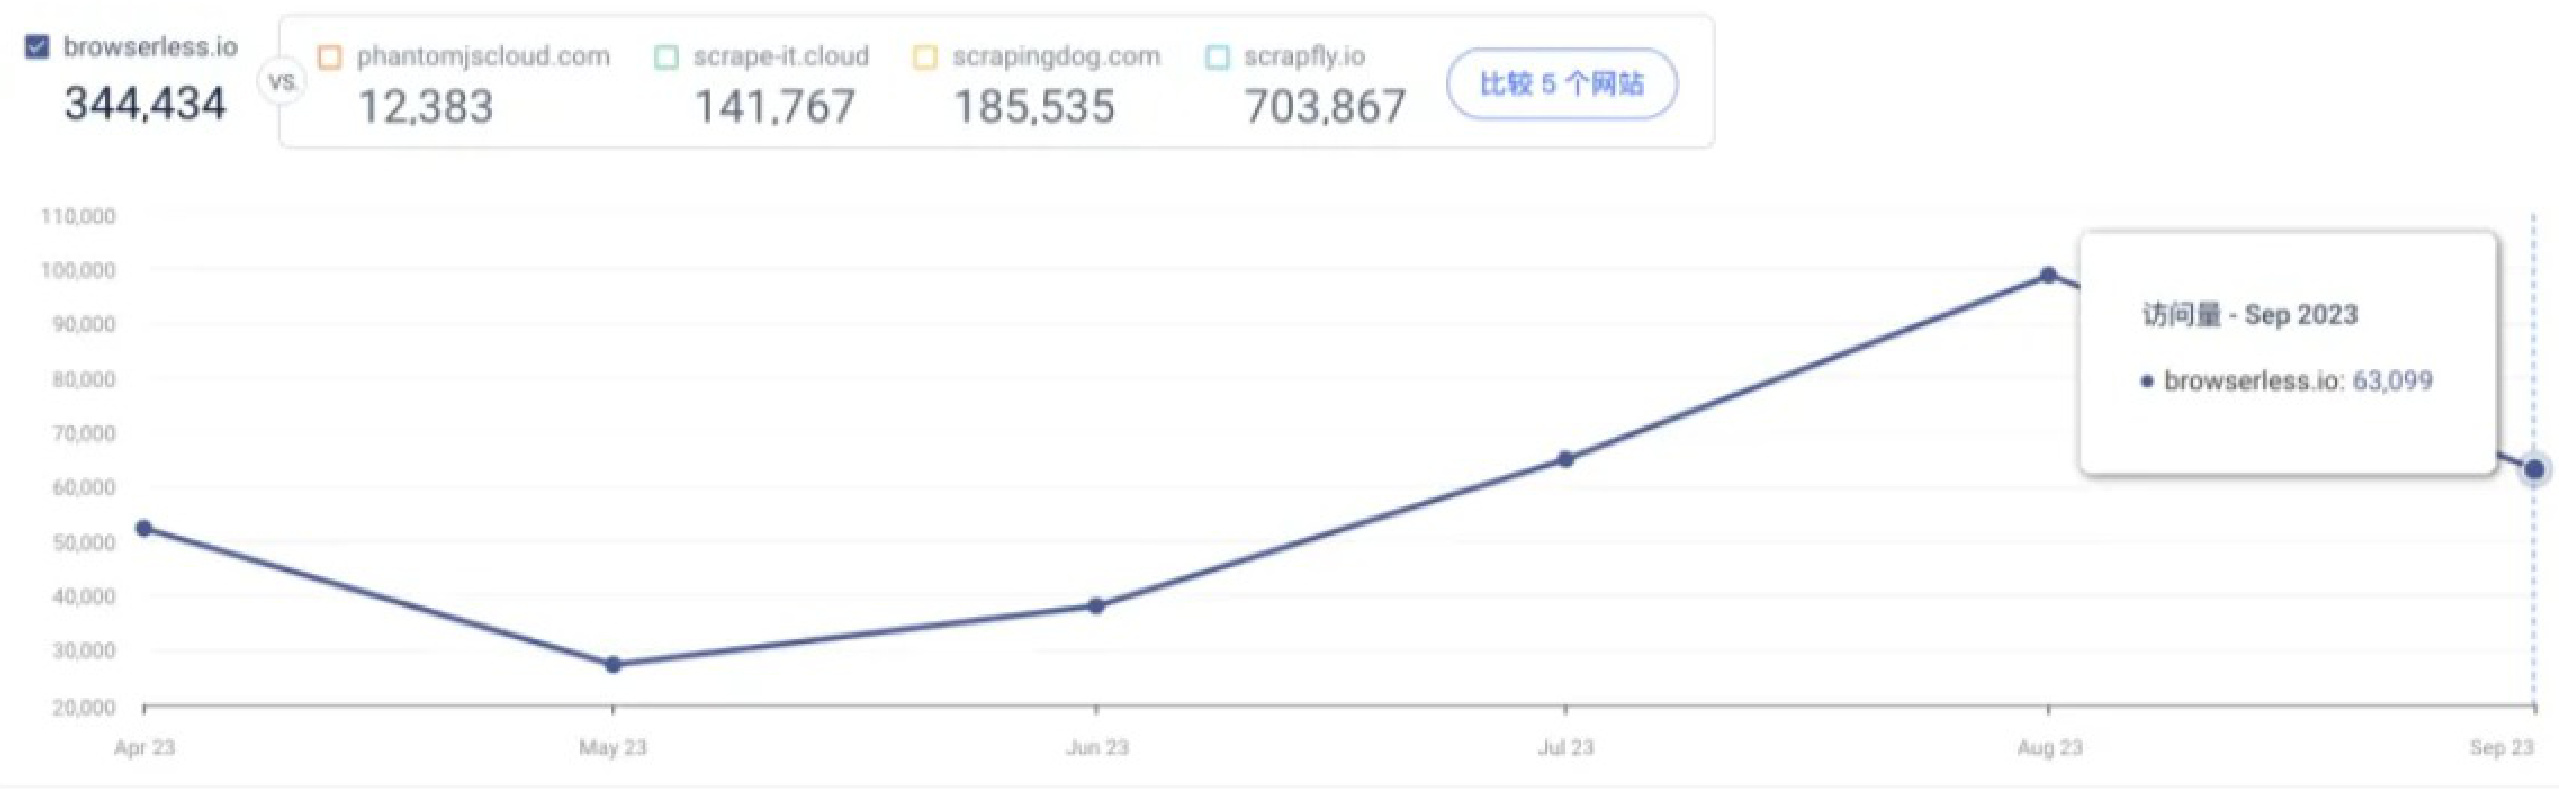 browserless.io
344,434
vs.
phantomjscloud.com
12,383
scrape-it.cloud
141,767
scrapingdog.com
185,535
scrapfly.io
703,867
比较 5 个网站
110,000
100,000
90,000
80,000
70,000
60,000
50,000
40,000
30,000
20,000
访问量 - Sep 2023
browserless.io: 63,099
Apr 23 May 23 Jun 23 Jul 23 Aug 23 Sep 23